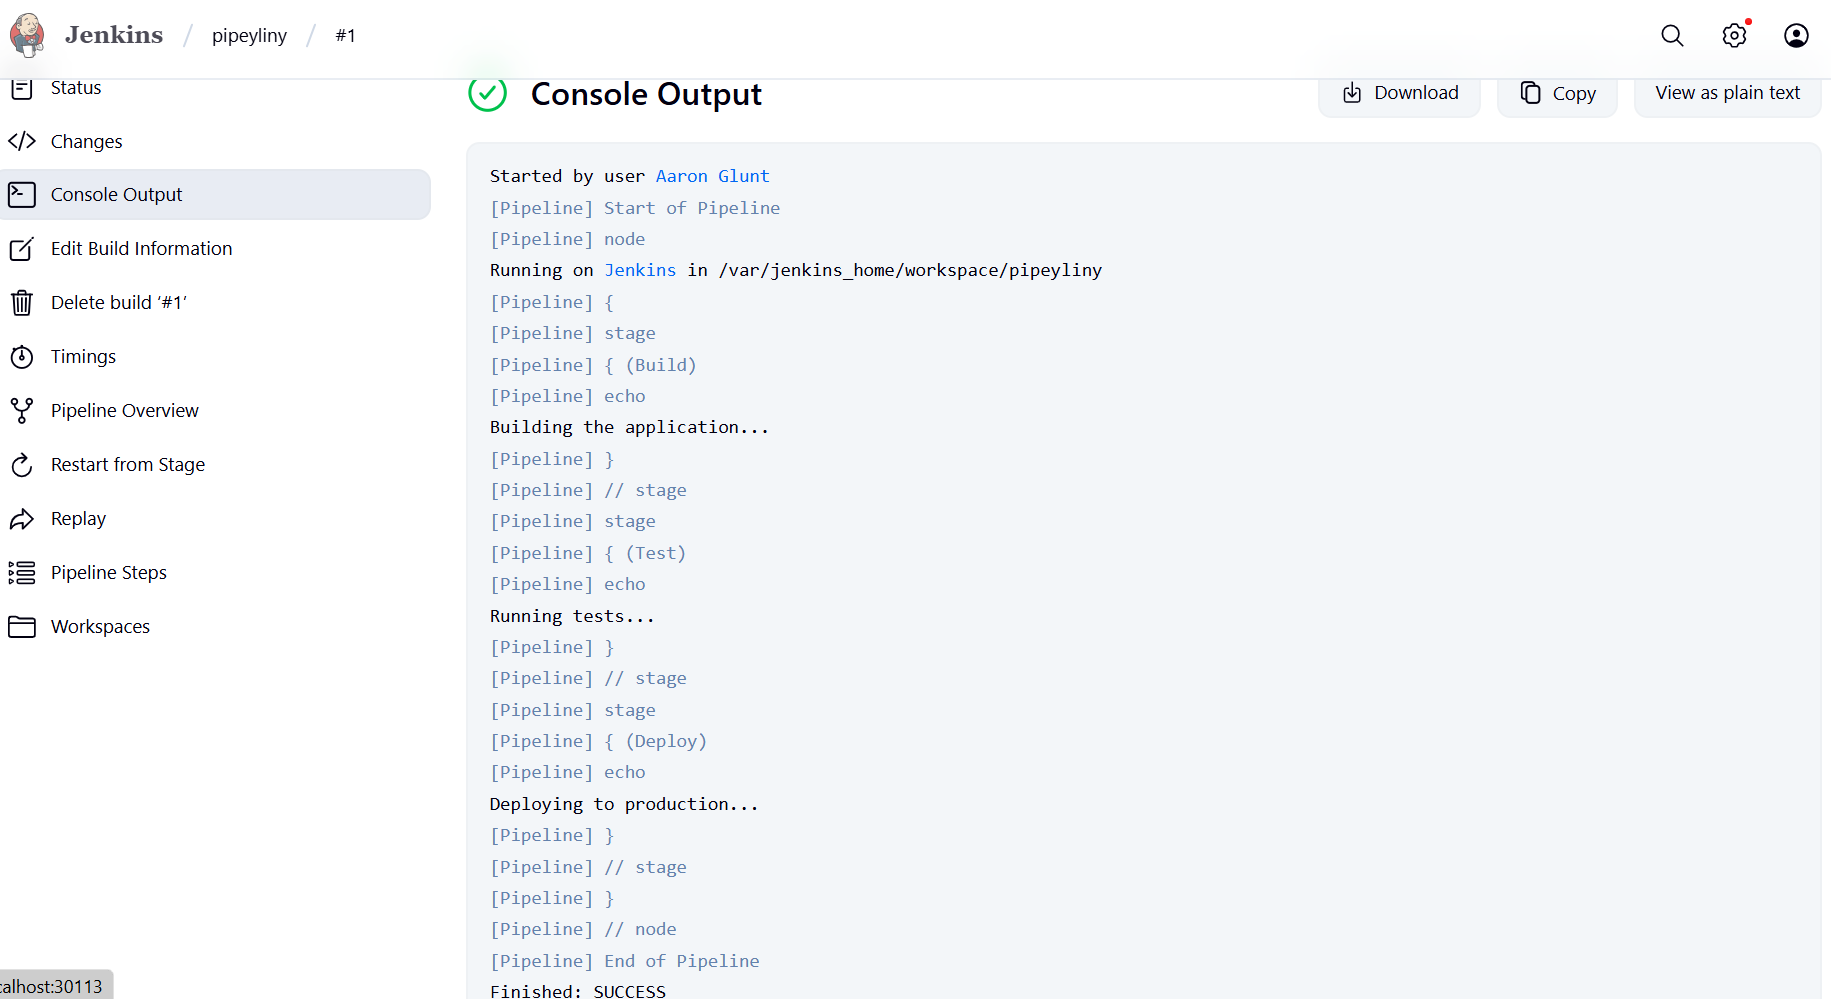 Jenkins / pipeyliny / #1
Status
Changes
Console Output
Edit Build Information
Delete build ‘#1’
Timings
Pipeline Overview
Restart from Stage
Replay
Pipeline Steps
Workspaces
Console Output
Download
Copy
View as plain text
Started by user Aaron Glunt
[Pipeline] Start of Pipeline
[Pipeline] node
Running on Jenkins in /var/jenkins_home/workspace/pipeyliny
[Pipeline] {
[Pipeline] stage
[Pipeline] { (Build)
[Pipeline] echo
Building the application...
[Pipeline] }
[Pipeline] // stage
[Pipeline] stage
[Pipeline] { (Test)
[Pipeline] echo
Running tests...
[Pipeline] }
[Pipeline] // stage
[Pipeline] stage
[Pipeline] { (Deploy)
[Pipeline] echo
Deploying to production...
[Pipeline] }
[Pipeline] // stage
[Pipeline] }
[Pipeline] // node
[Pipeline] End of Pipeline
Finished: SUCCESS
calhost:30113